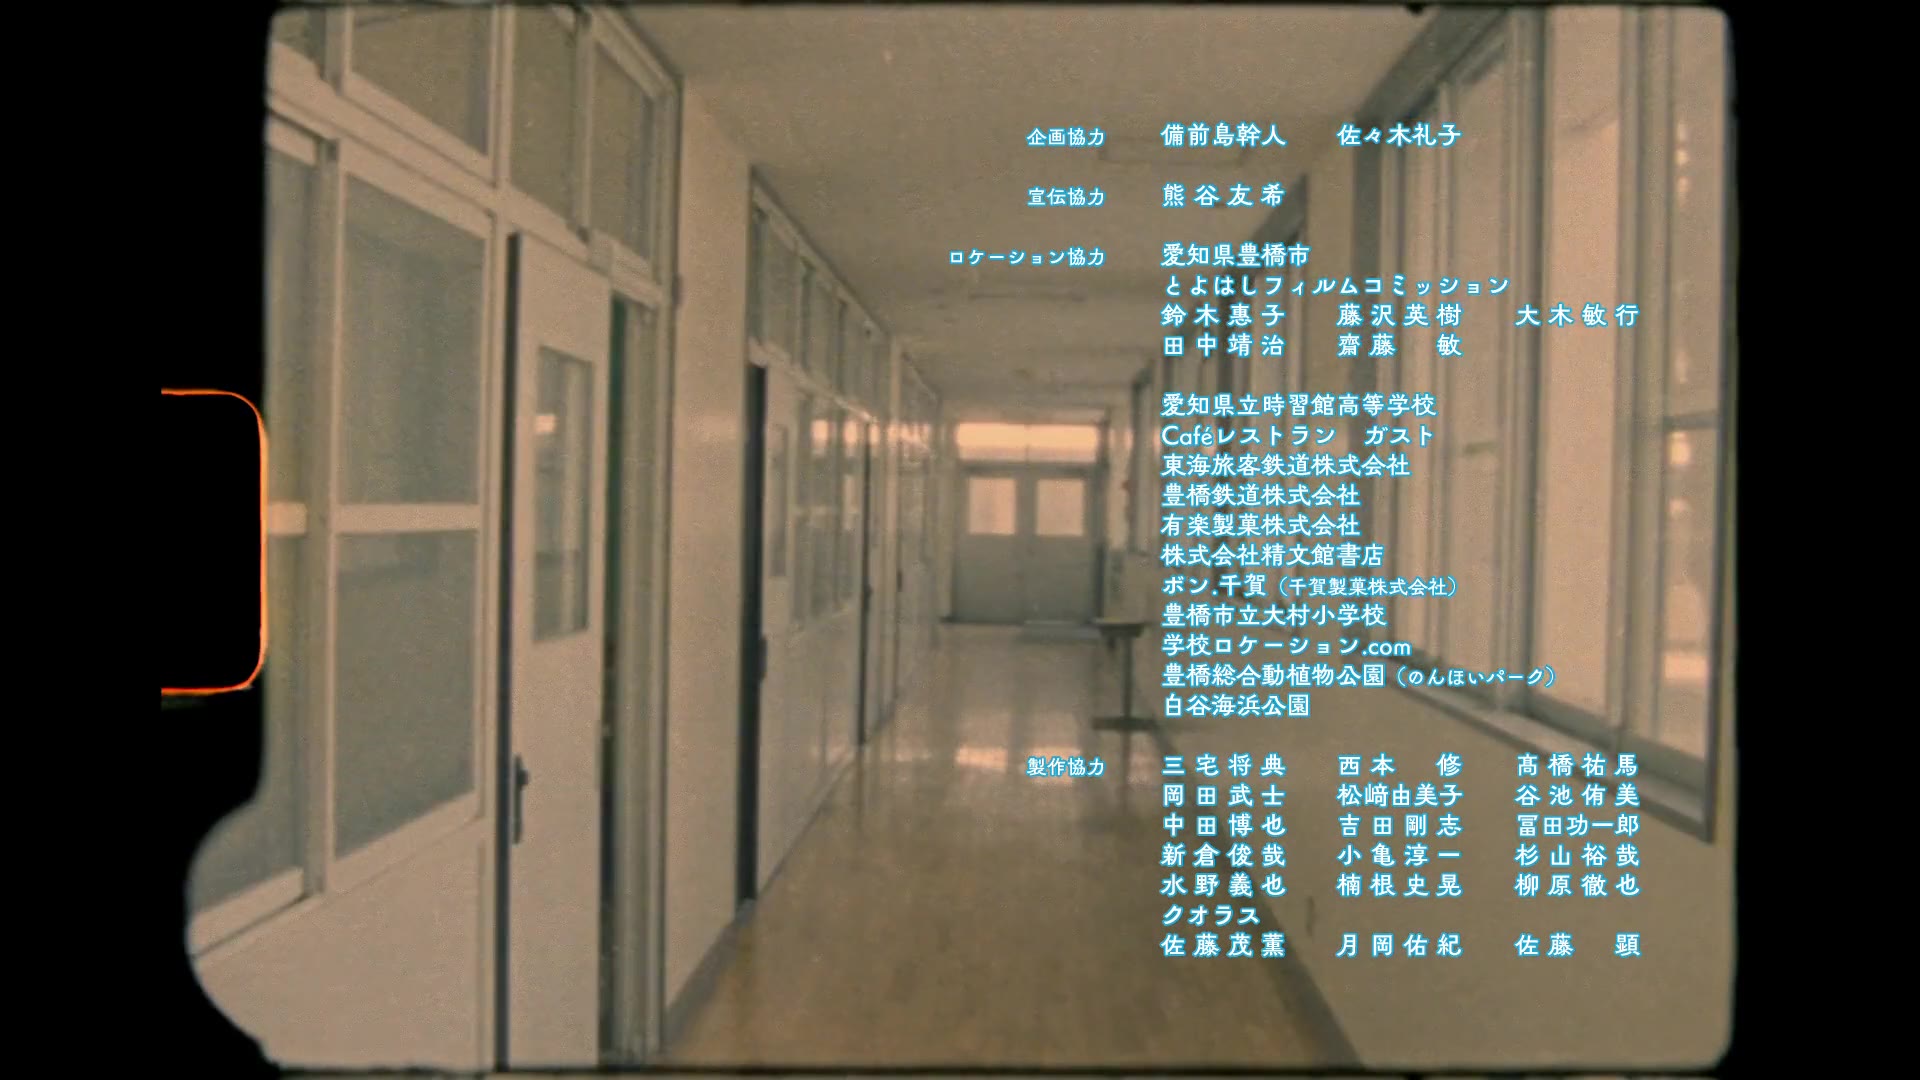 企画協力 備前島幹人 佐々木礼子
宣伝協力 熊谷友希
ロケーション協力 愛知県豊橋市
とよはしフィルムコミッション
鈴木惠子 藤沢英樹 大木敏行
田中靖治 齋藤 敏
愛知県立時習館高等学校
Caféレストラン ガスト
東海旅客鉄道株式会社
豊橋鉄道株式会社
有楽製菓株式会社
株式会社精文館書店
ボン.千賀(千賀製菓株式会社)
豊橋市立大村小学校
学校ロケーション.com
豊橋総合動植物公園(のんほいパーク)
白谷海浜公園
製作協力 三宅将典 西本 修 髙橋祐馬
岡田武士 松﨑由美子 谷池侑美
中田博也 吉田剛志 冨田功一郎
新倉俊哉 小亀淳一 杉山裕哉
水野義也 楠根史晃 柳原徹也
クオラス
佐藤茂薫 月岡佑紀 佐藤 顕